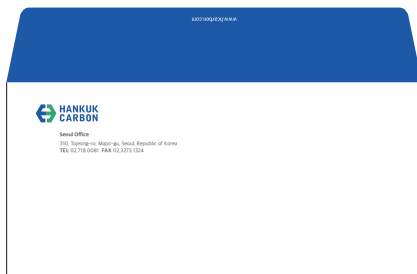 www.hcarbon.com
HANKUK
CARBON
Seoul Office
310, Tojeong-ro, Mapo-gu, Seoul, Republic of Korea
TEL 02.718.0081 FAX 02.3273.1324